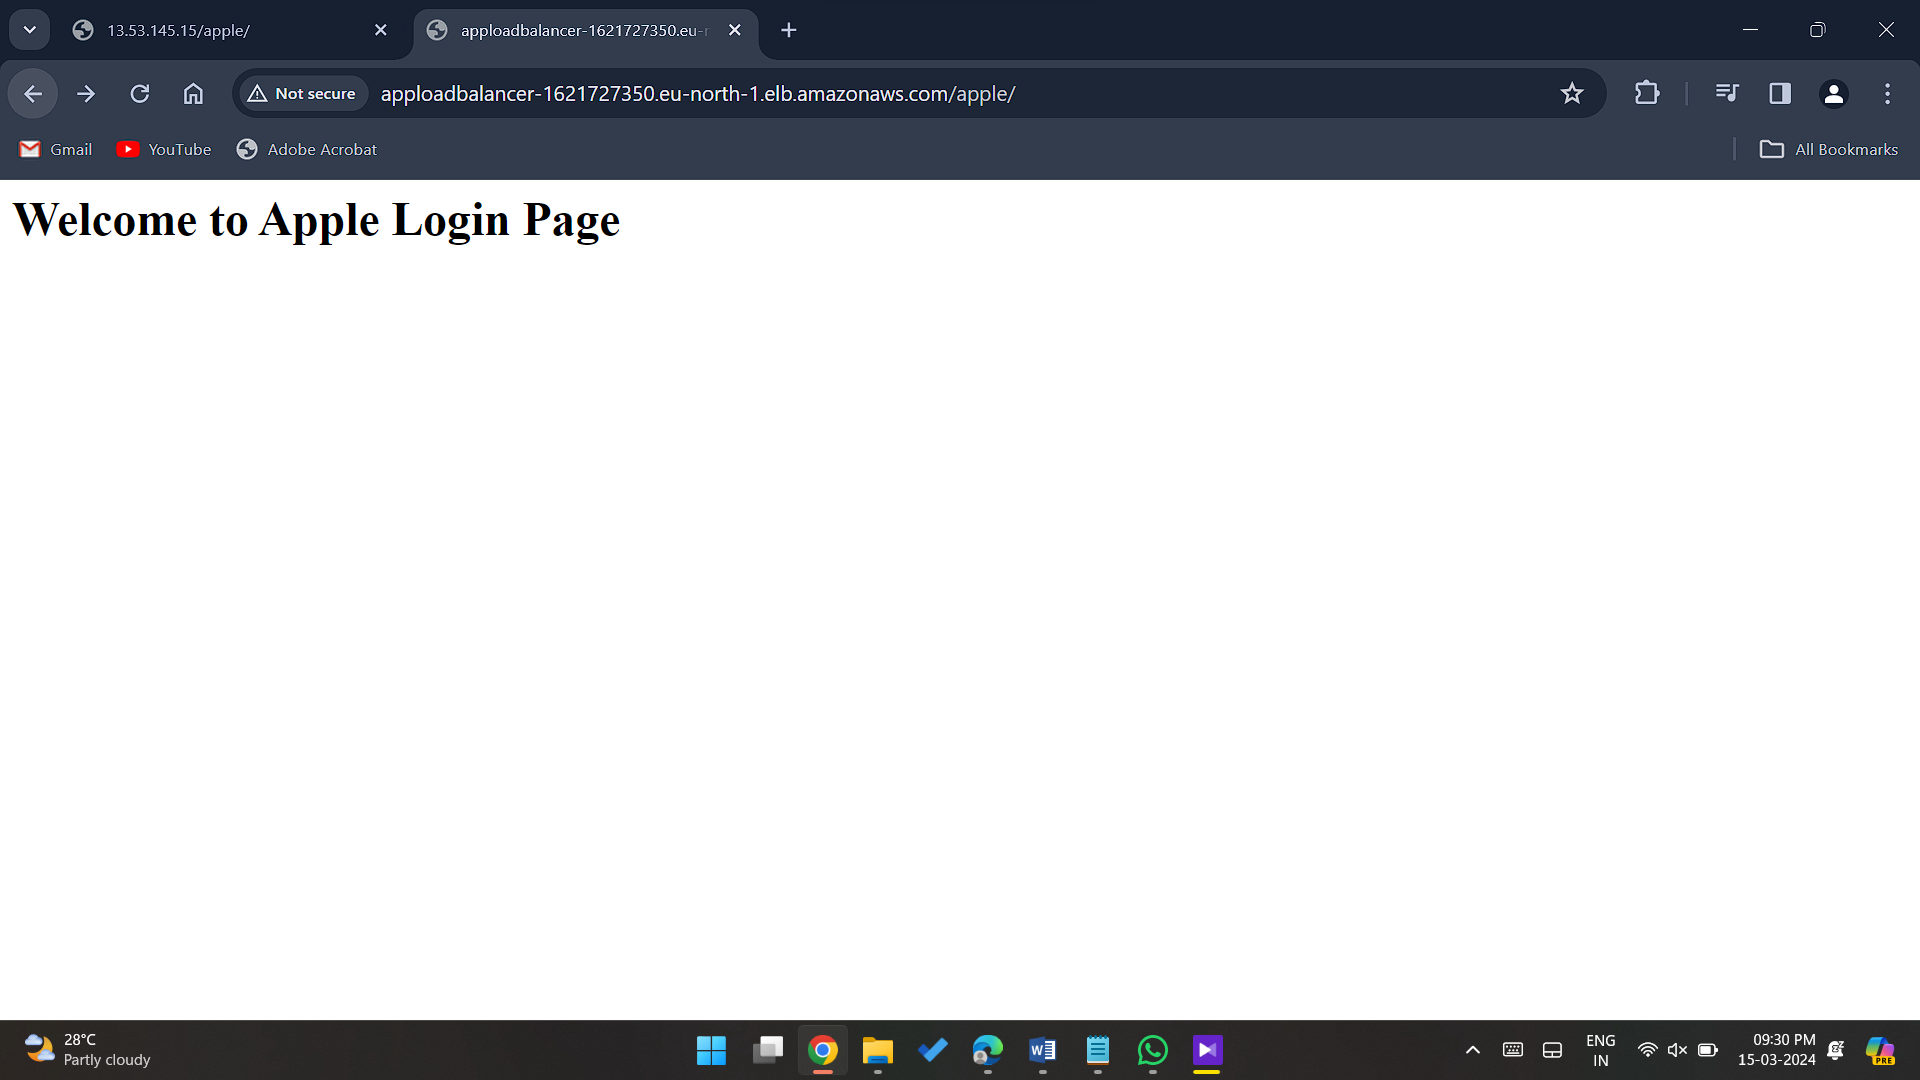 13.53.145.15/apple/
apploadbalancer-1621727350.eu-r
Not secure
apploadbalancer-1621727350.eu-north-1.elb.amazonaws.com/apple/
Gmail
YouTube
Adobe Acrobat
All Bookmarks
Welcome to Apple Login Page
28°C
Partly cloudy
W
ENG
IN
09:30 PM
15-03-2024
PRE